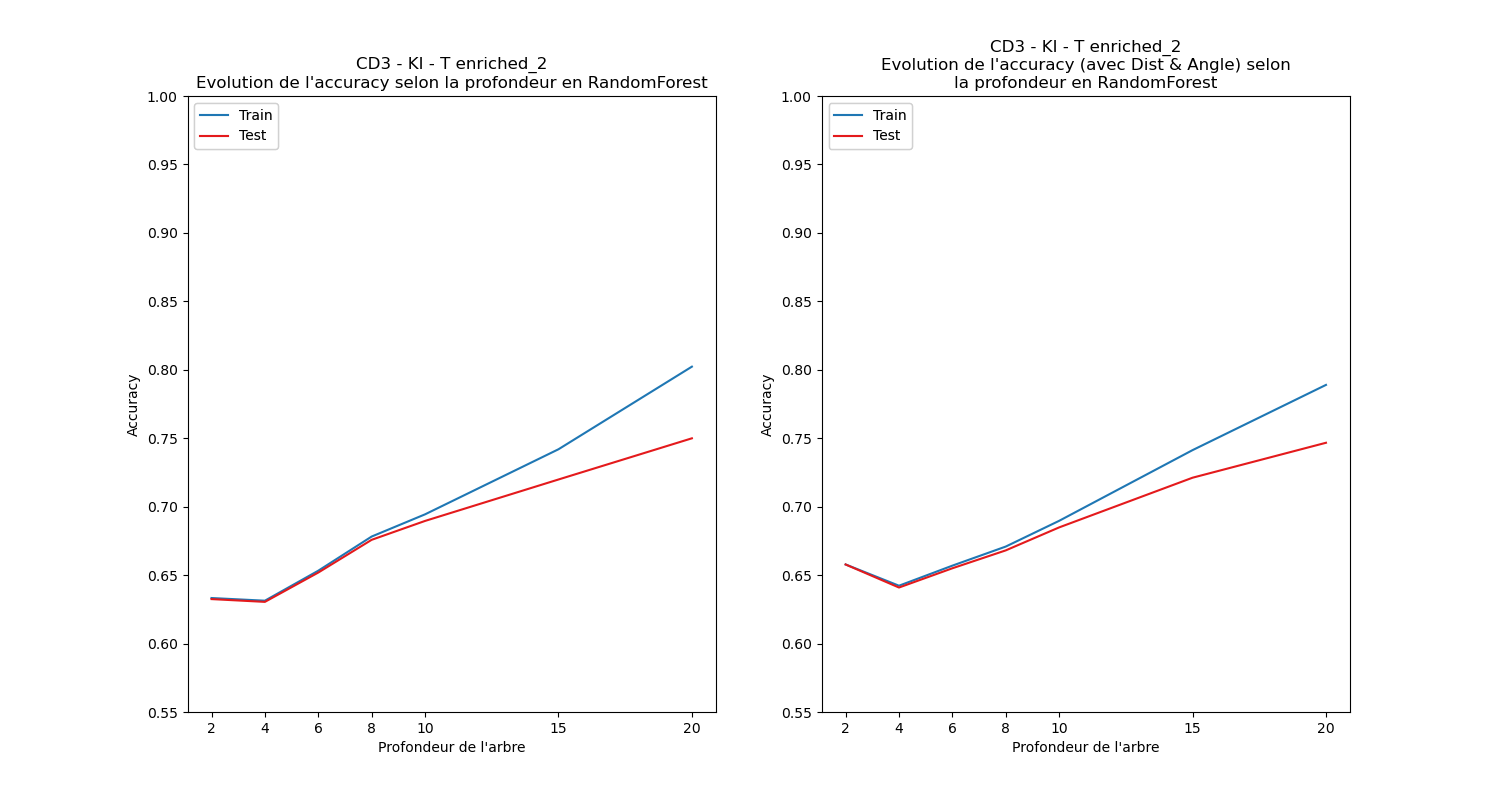 CD3 - KI - T enriched_2
Evolution de l'accuracy selon la profondeur en RandomForest
Train
Test
1.00
0.95
0.90
0.85
0.80
0.75
0.70
0.65
0.60
0.55
Accuracy
2 4 6 8 10 15 20
Profondeur de l'arbre
CD3 - KI - T enriched_2
Evolution de l'accuracy (avec Dist & Angle) selon
la profondeur en RandomForest
Train
Test
1.00
0.95
0.90
0.85
0.80
0.75
0.70
0.65
0.60
0.55
Accuracy
2 4 6 8 10 15 20
Profondeur de l'arbre